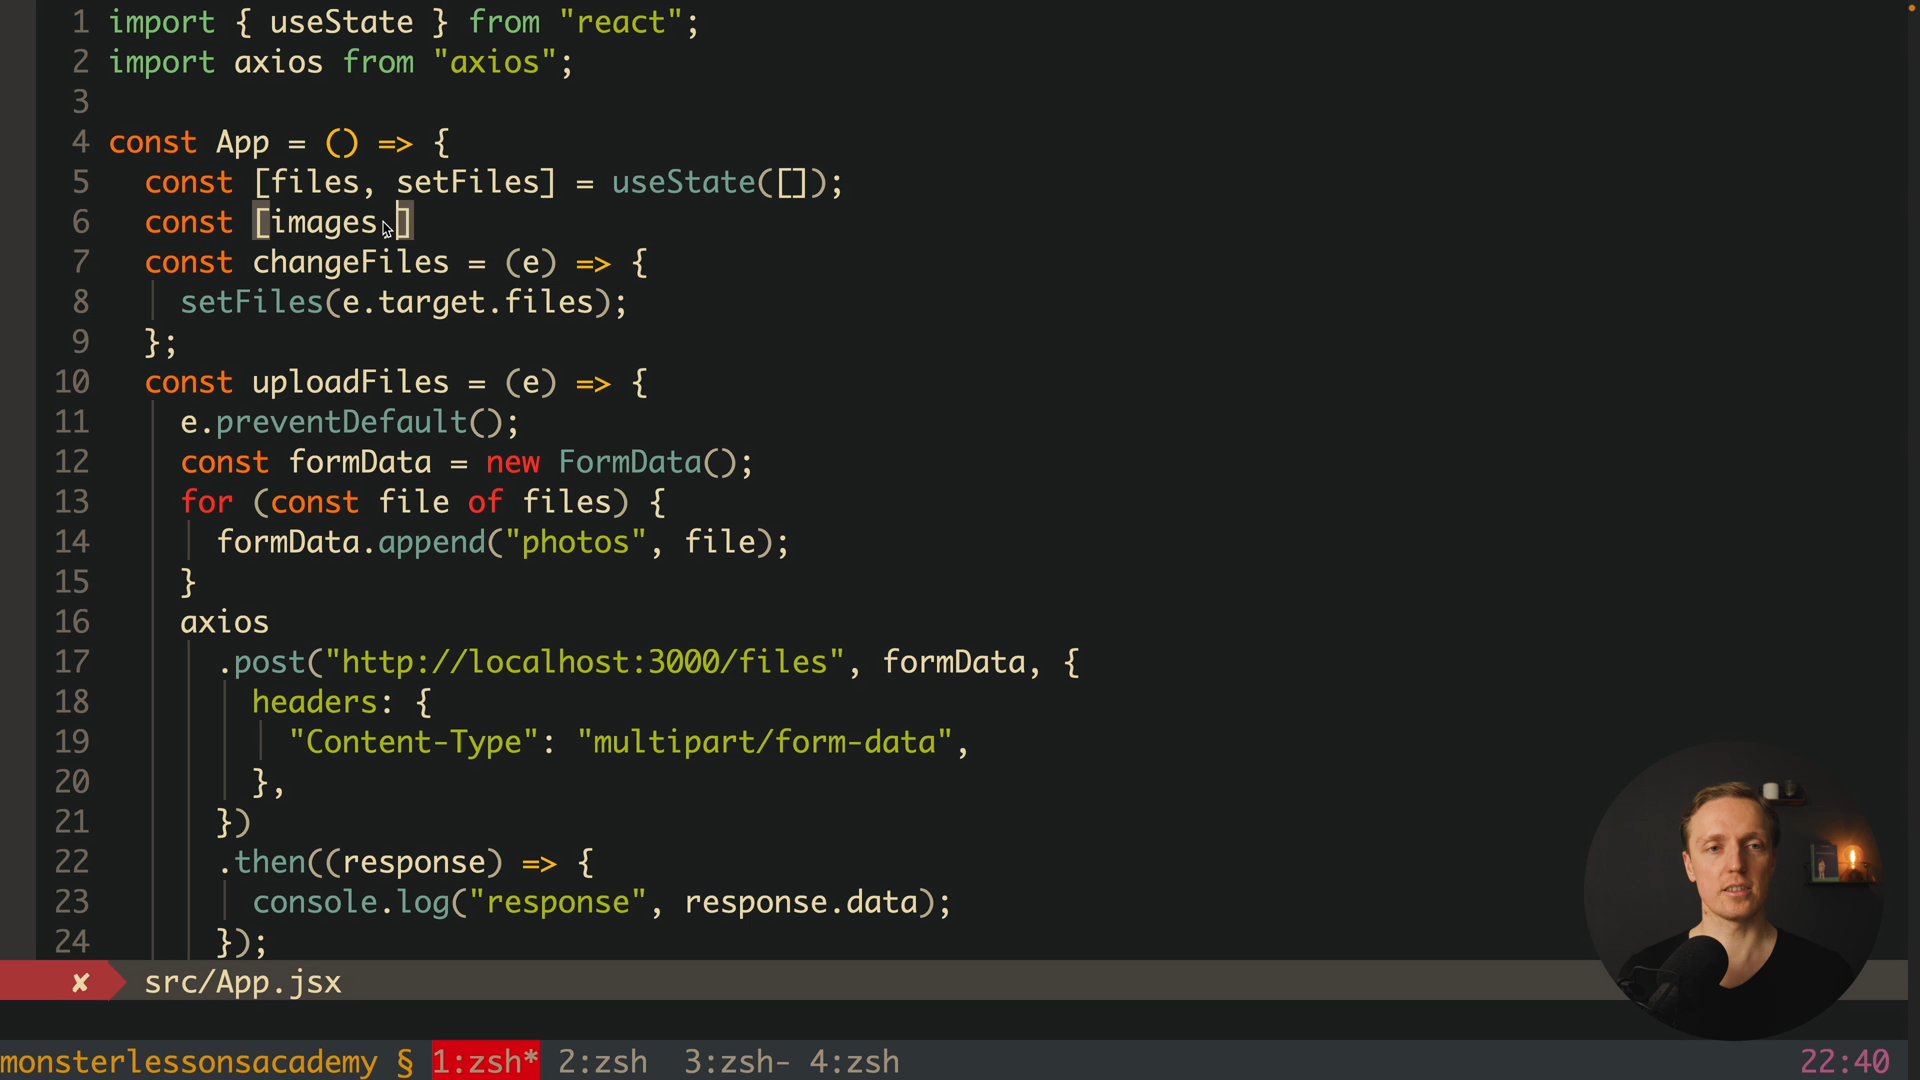 1 import { useState } from "react";
2 import axios from "axios";
3
4 const App = () => {
5 const [files, setFiles] = useState([]);
6 const [images,]
7 const changeFiles = (e) => {
8 setFiles(e.target.files);
9 };
10 const uploadFiles = (e) => {
11 e.preventDefault();
12 const formData = new FormData();
13 for (const file of files) {
14 formData.append("photos", file);
15 }
16 axios
17 .post("http://localhost:3000/files", formData, {
18 headers: {
19 "Content-Type": "multipart/form-data",
20 },
21 })
22 .then((response) => {
23 console.log("response", response.data);
24 });
✘ src/App.jsx
monsterlessonsacademy § 1:zsh* 2:zsh 3:zsh- 4:zsh 22:40